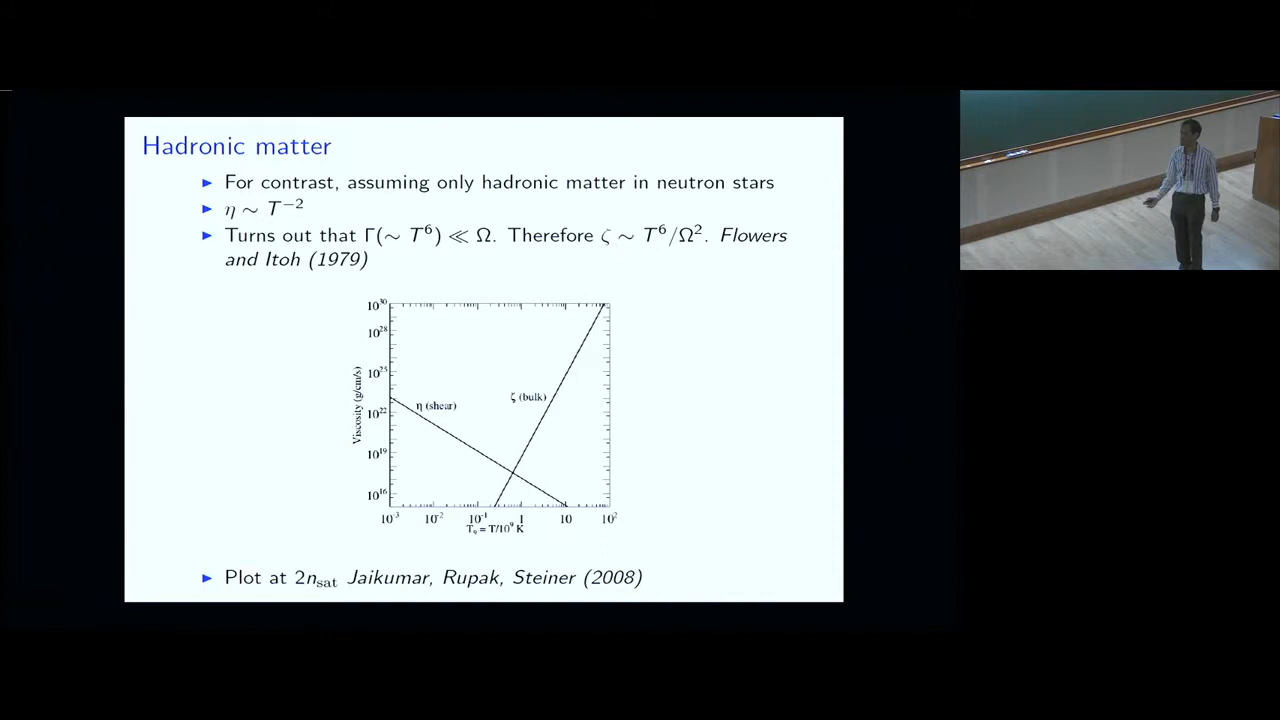 Hadronic matter
► For contrast, assuming only hadronic matter in neutron stars
► η ∼ T⁻²
► Turns out that Γ(∼ T⁶) ≪ Ω. Therefore ζ ∼ T⁶/Ω². Flowers
and Itoh (1979)
10³⁰
10²⁸
10²⁵
10²²
10¹⁹
10¹⁶
Viscosity (g/cm/s)
η (shear)
ζ (bulk)
10⁻³ 10⁻² 10⁻¹ 1 10 10²
T₉ = T/10⁹ K
► Plot at 2n_sat Jaikumar, Rupak, Steiner (2008)